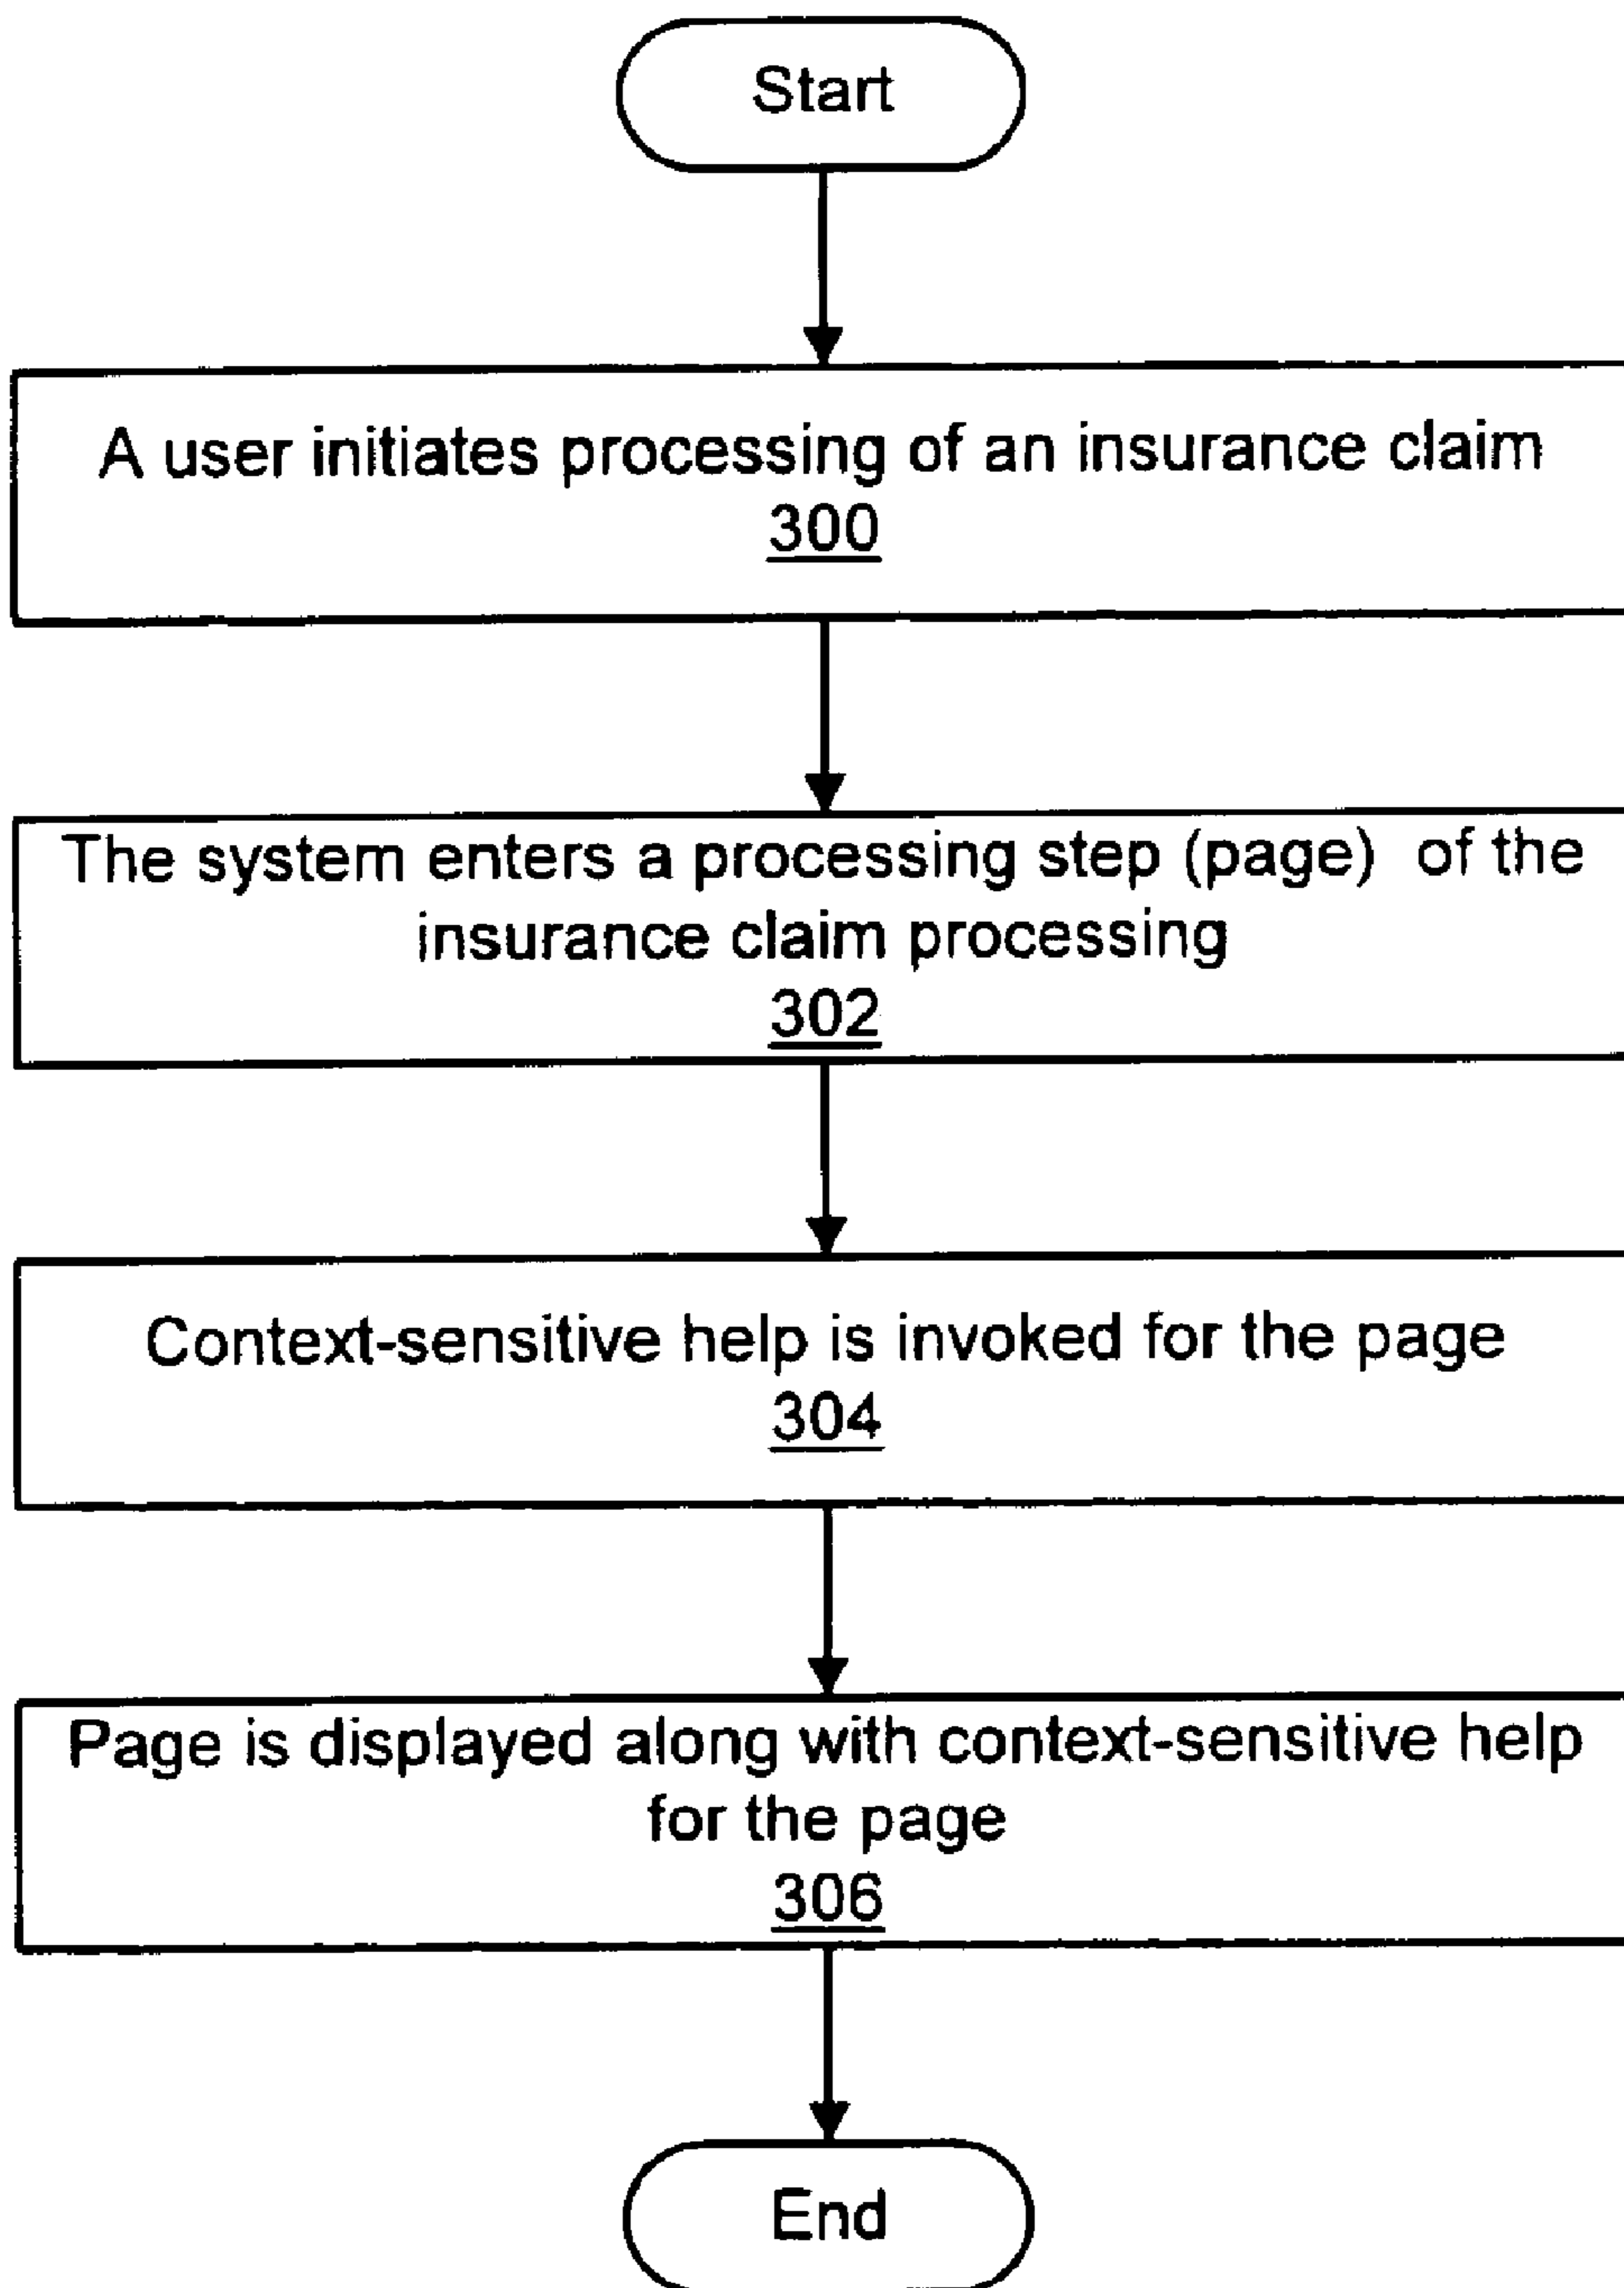 Start
A user initiates processing of an insurance claim
300
The system enters a processing step (page) of the
insurance claim processing
302
Context-sensitive help is invoked for the page
304
Page is displayed along with context-sensitive help
for the page
306
End